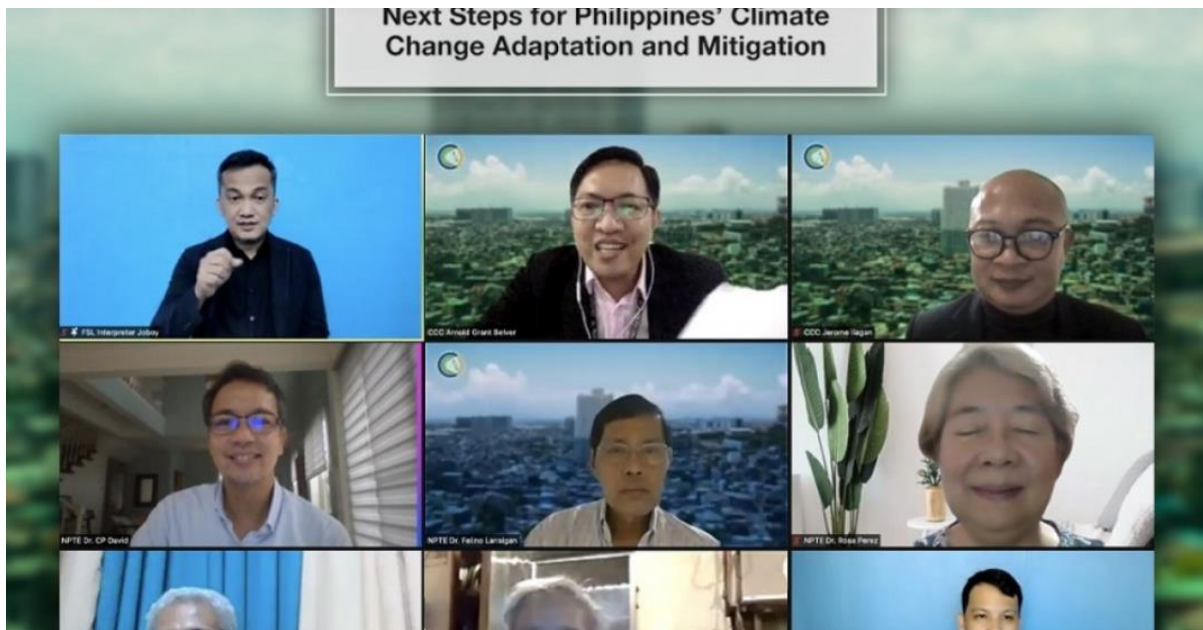 Next Steps for Philippines' Climate
Change Adaptation and Mitigation
FSL Interpreter Joboy
CCC Arnold Grant Belver
CCC Jerome Ilagan
NPTE Dr. CP David
NPTE Dr. Felino Lansigan
NPTE Dr. Rosa Perez